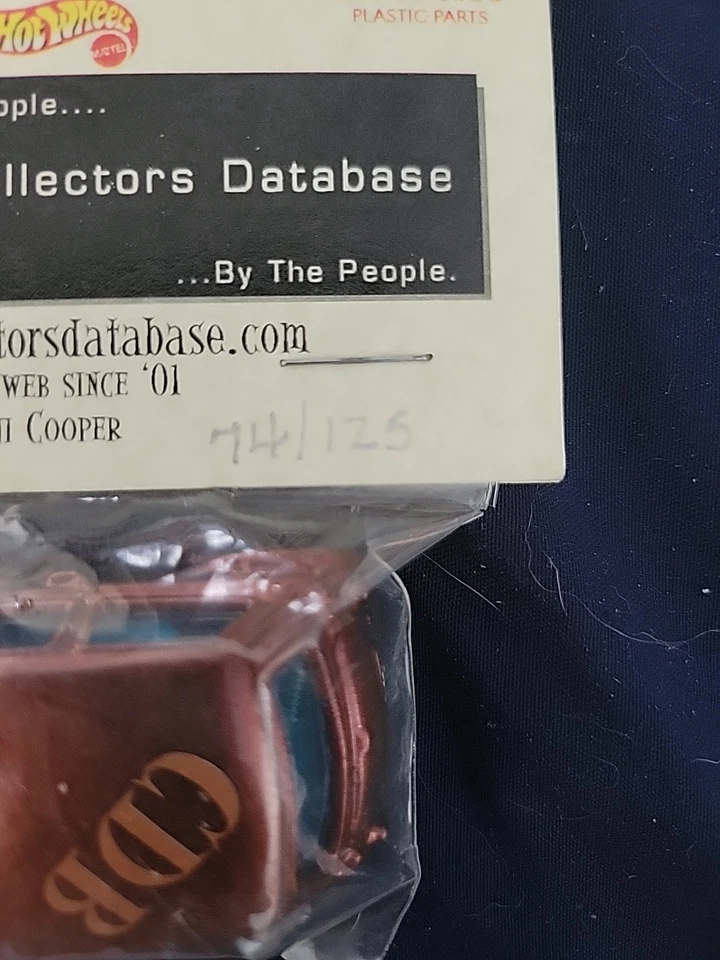 HOT WHEELS
MATTEL
PLASTIC PARTS
ople....
llectors Database
...By The People.
torsdatabase.com
WEB SINCE '01
COOPER
74/125
CDB